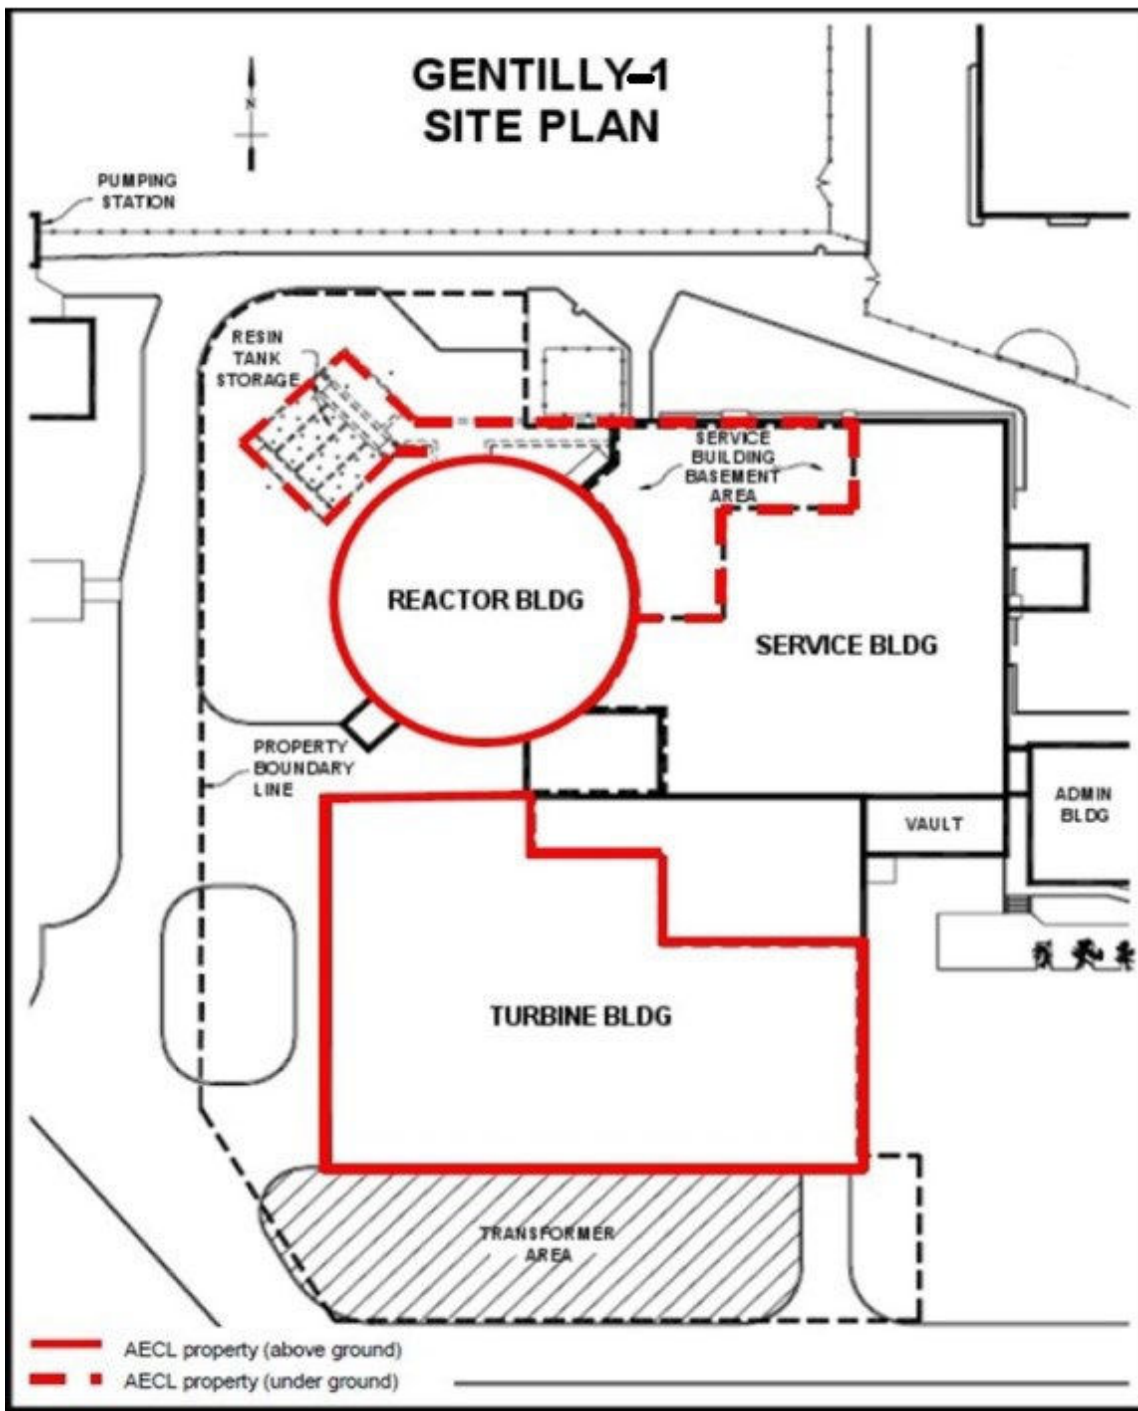 GENTILLY-1
SITE PLAN
N
PUMPING
STATION
RESIN
TANK
STORAGE
SERVICE
BUILDING
BASEMENT
AREA
REACTOR BLDG
SERVICE BLDG
PROPERTY
BOUNDARY
LINE
ADMIN
BLDG
VAULT
TURBINE BLDG
TRANSFORMER
AREA
AECL property (above ground)
AECL property (under ground)